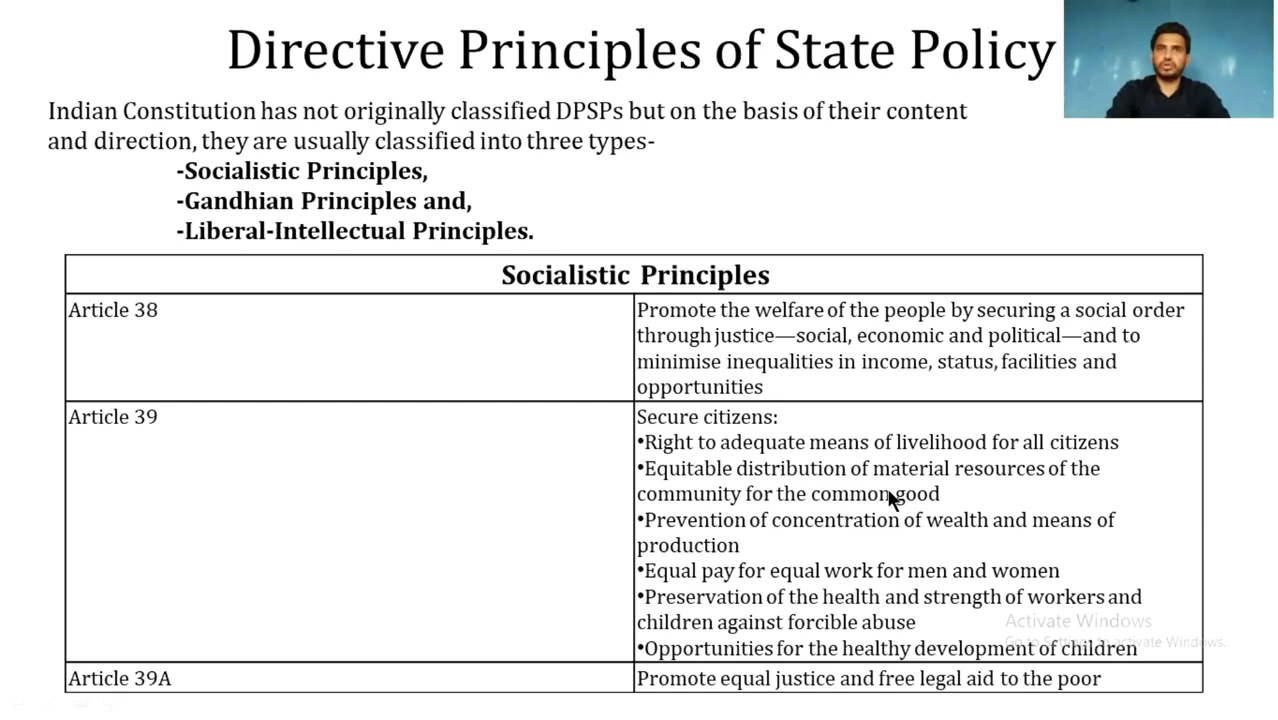 Directive Principles of State Policy
Indian Constitution has not originally classified DPSPs but on the basis of their content
and direction, they are usually classified into three types-
-Socialistic Principles,
-Gandhian Principles and,
-Liberal-Intellectual Principles.
Socialistic Principles
Article 38
Promote the welfare of the people by securing a social order
through justice—social, economic and political—and to
minimise inequalities in income, status, facilities and
opportunities
Article 39
Secure citizens:
•Right to adequate means of livelihood for all citizens
•Equitable distribution of material resources of the
community for the common good
•Prevention of concentration of wealth and means of
production
•Equal pay for equal work for men and women
•Preservation of the health and strength of workers and
children against forcible abuse
•Opportunities for the healthy development of children
Article 39A
Promote equal justice and free legal aid to the poor
Activate Windows
Go to Settings to activate Windows.